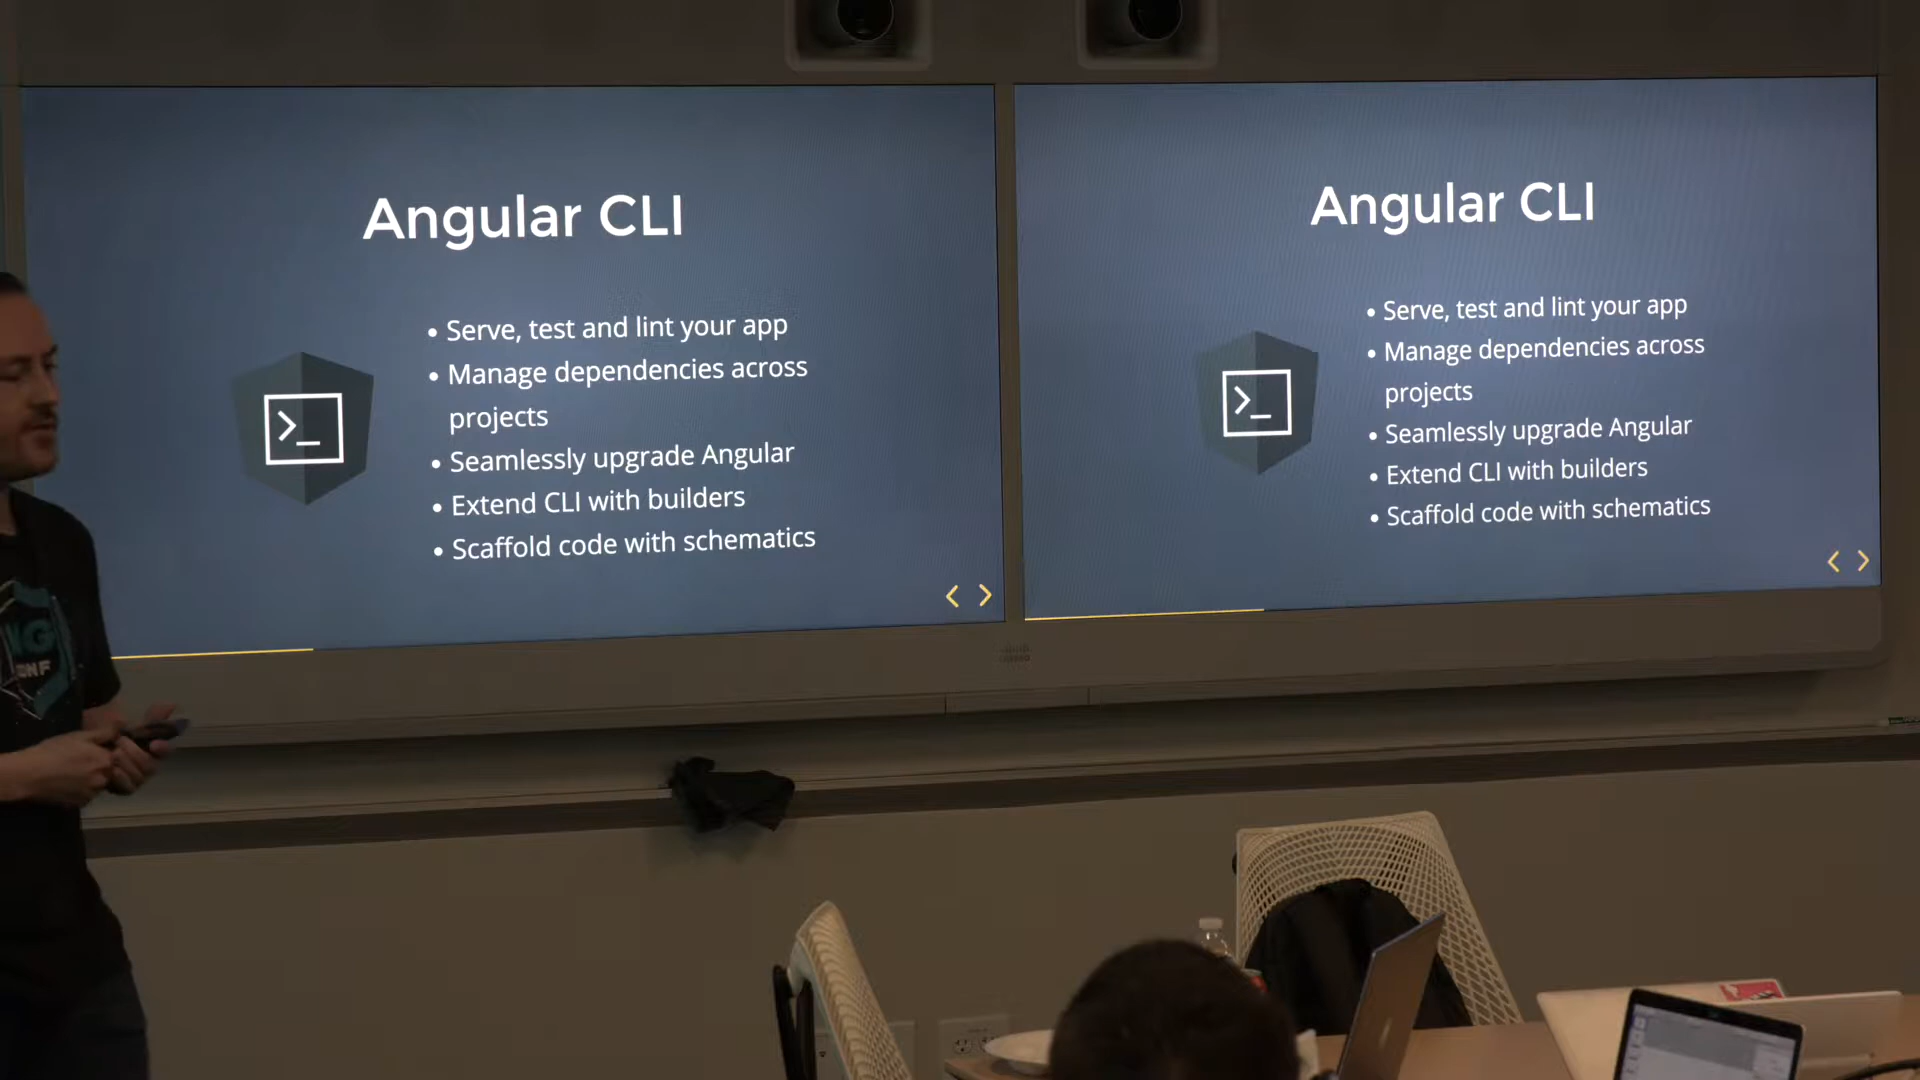 Angular CLI
• Serve, test and lint your app
• Manage dependencies across
projects
• Seamlessly upgrade Angular
• Extend CLI with builders
• Scaffold code with schematics
Angular CLI
• Serve, test and lint your app
• Manage dependencies across
projects
• Seamlessly upgrade Angular
• Extend CLI with builders
• Scaffold code with schematics
NG
CONF